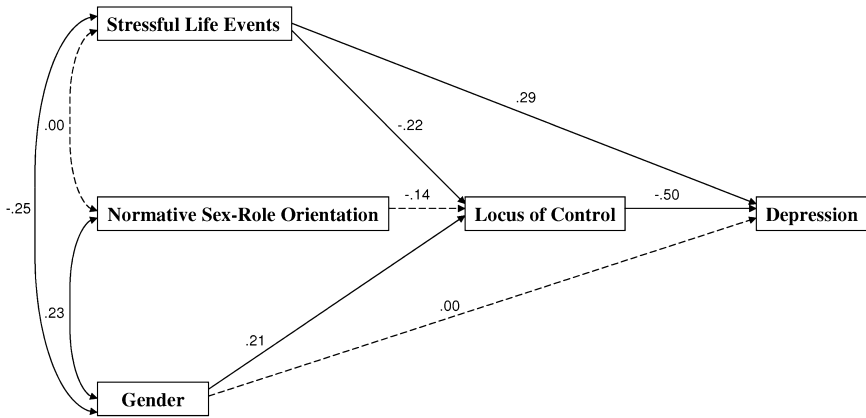 Stressful Life Events
.29
.00
-.22
-.25
Normative Sex-Role Orientation
-.14
Locus of Control
-.50
Depression
.23
.00
.21
Gender